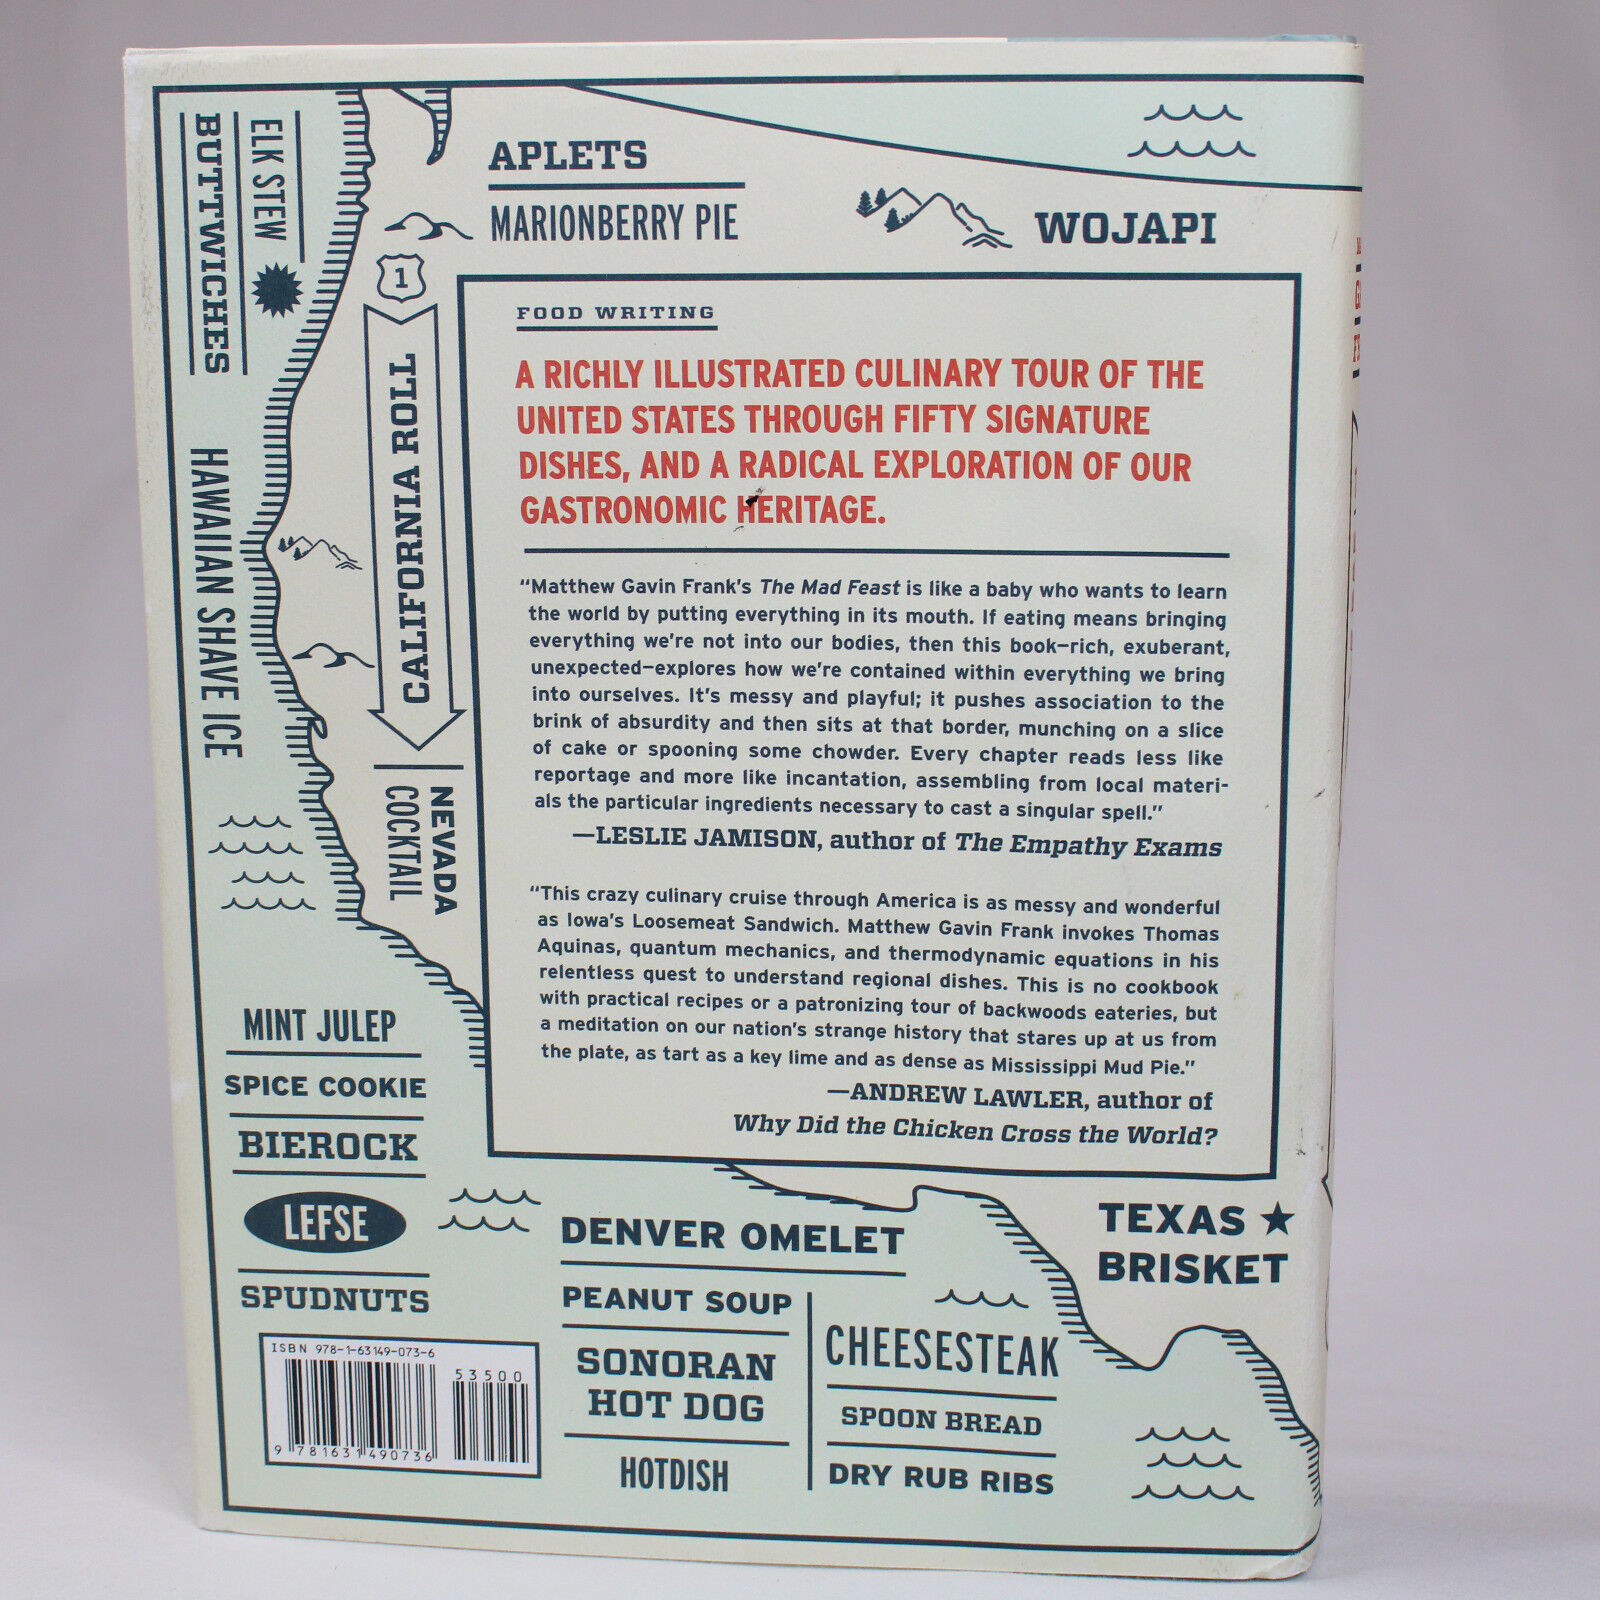 ELK STEW
BUTTWICHES
HAWAIIAN SHAVE ICE
APLETS
MARIONBERRY PIE
WOJAPI
1
CALIFORNIA ROLL
NEVADA
COCKTAIL
FOOD WRITING
A RICHLY ILLUSTRATED CULINARY TOUR OF THE
UNITED STATES THROUGH FIFTY SIGNATURE
DISHES, AND A RADICAL EXPLORATION OF OUR
GASTRONOMIC HERITAGE.
“Matthew Gavin Frank’s The Mad Feast is like a baby who wants to learn
the world by putting everything in its mouth. If eating means bringing
everything we’re not into our bodies, then this book—rich, exuberant,
unexpected—explores how we’re contained within everything we bring
into ourselves. It’s messy and playful; it pushes association to the
brink of absurdity and then sits at that border, munching on a slice
of cake or spooning some chowder. Every chapter reads less like
reportage and more like incantation, assembling from local materi-
als the particular ingredients necessary to cast a singular spell.”
—LESLIE JAMISON, author of The Empathy Exams
“This crazy culinary cruise through America is as messy and wonderful
as Iowa’s Loosemeat Sandwich. Matthew Gavin Frank invokes Thomas
Aquinas, quantum mechanics, and thermodynamic equations in his
relentless quest to understand regional dishes. This is no cookbook
with practical recipes or a patronizing tour of backwoods eateries, but
a meditation on our nation’s strange history that stares up at us from
the plate, as tart as a key lime and as dense as Mississippi Mud Pie.”
—ANDREW LAWLER, author of
Why Did the Chicken Cross the World?
MINT JULEP
SPICE COOKIE
BIEROCK
LEFSE
SPUDNUTS
ISBN 978-1-63149-073-6
53500
9 781631 490736
DENVER OMELET
PEANUT SOUP
SONORAN
HOT DOG
HOTDISH
CHEESESTEAK
SPOON BREAD
DRY RUB RIBS
TEXAS
BRISKET